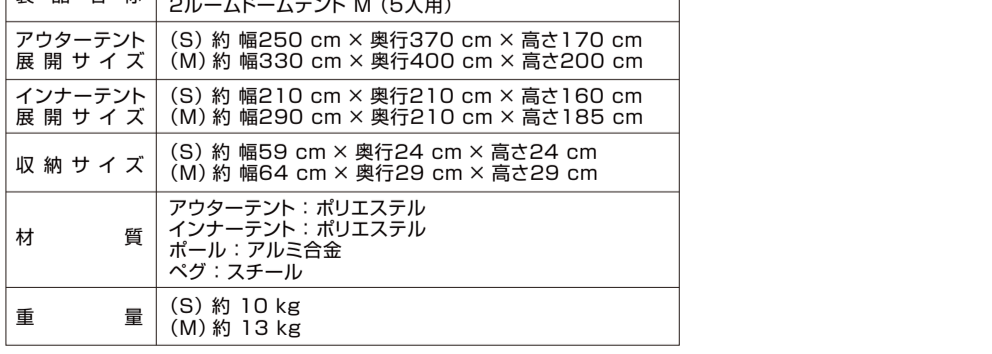 製品名称
2ルームドームテント M（5人用）
アウターテント
展開サイズ
（S）約 幅250 cm × 奥行370 cm × 高さ170 cm
（M）約 幅330 cm × 奥行400 cm × 高さ200 cm
インナーテント
展開サイズ
（S）約 幅210 cm × 奥行210 cm × 高さ160 cm
（M）約 幅290 cm × 奥行210 cm × 高さ185 cm
収納サイズ
（S）約 幅59 cm × 奥行24 cm × 高さ24 cm
（M）約 幅64 cm × 奥行29 cm × 高さ29 cm
材質
アウターテント：ポリエステル
インナーテント：ポリエステル
ポール：アルミ合金
ペグ：スチール
重量
（S）約 10 kg
（M）約 13 kg